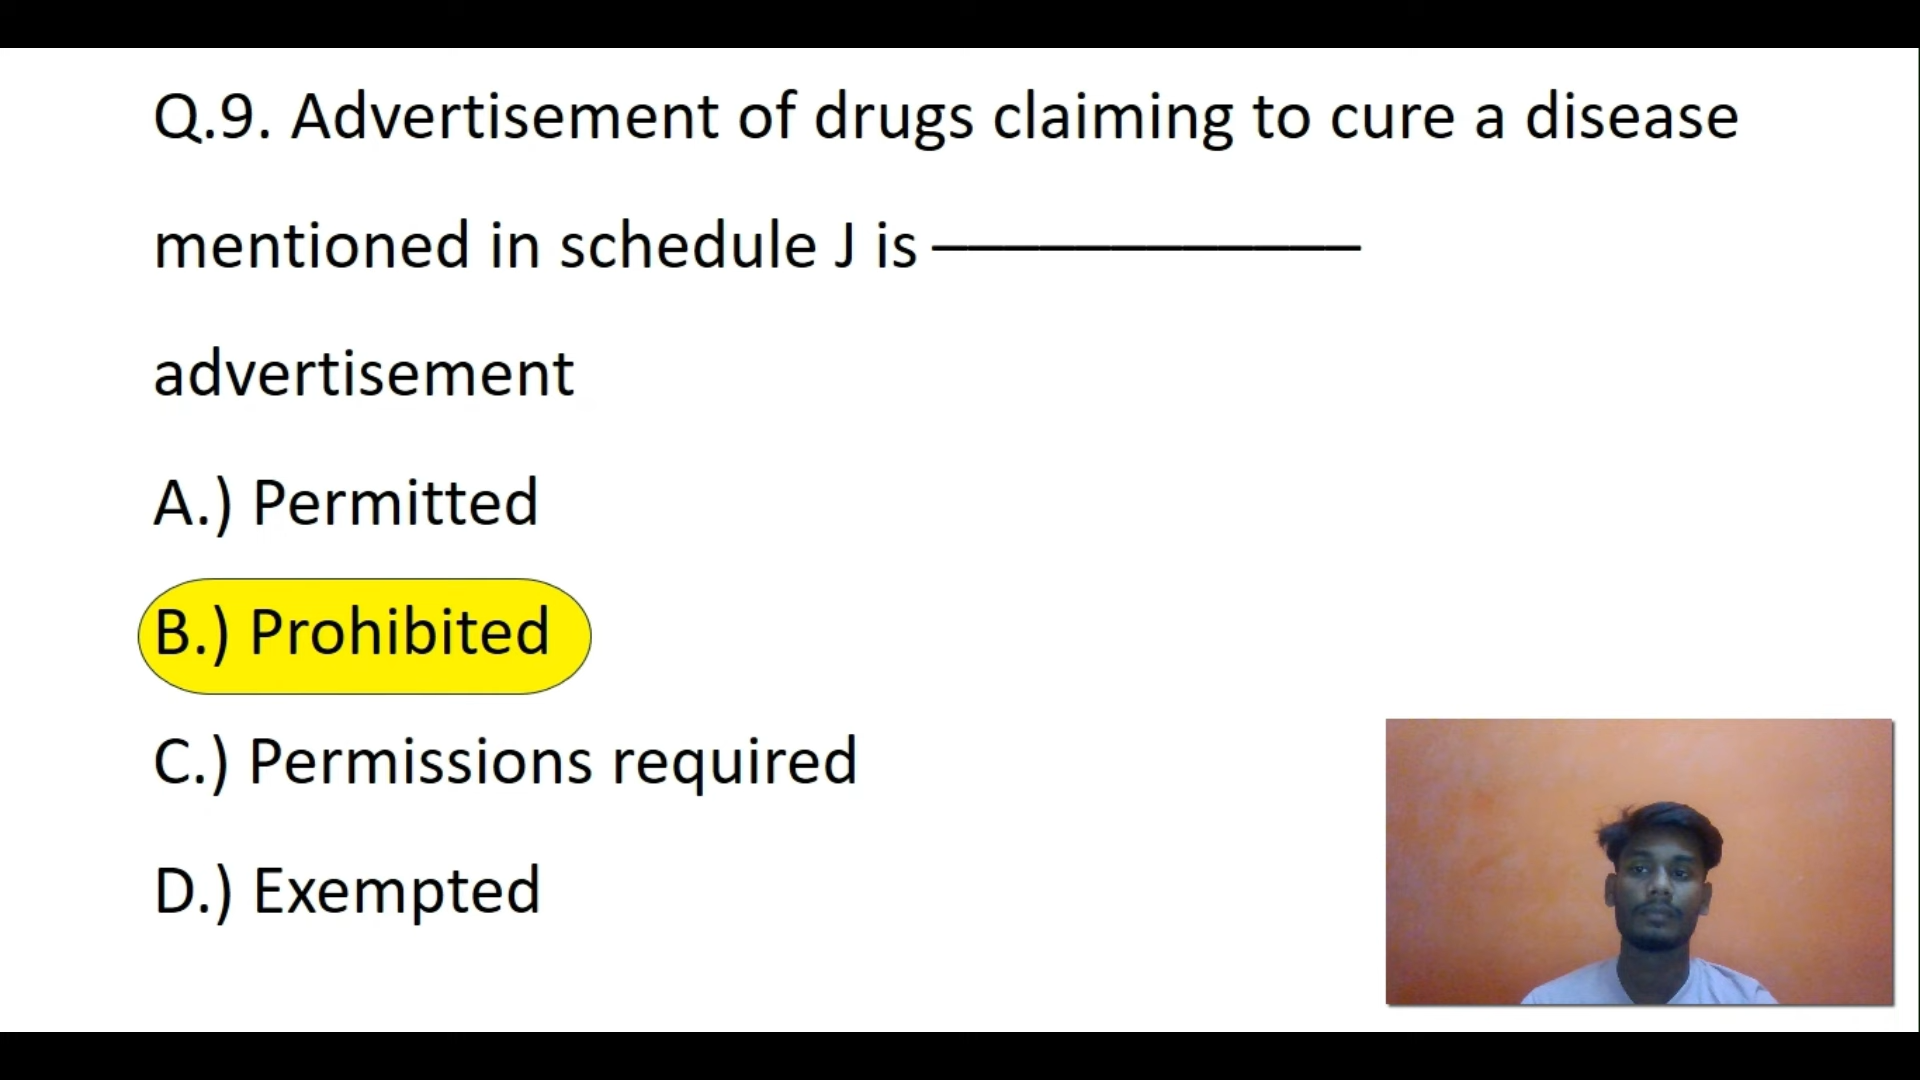 Q.9. Advertisement of drugs claiming to cure a disease
mentioned in schedule J is ————————
advertisement
A.) Permitted
B.) Prohibited
C.) Permissions required
D.) Exempted